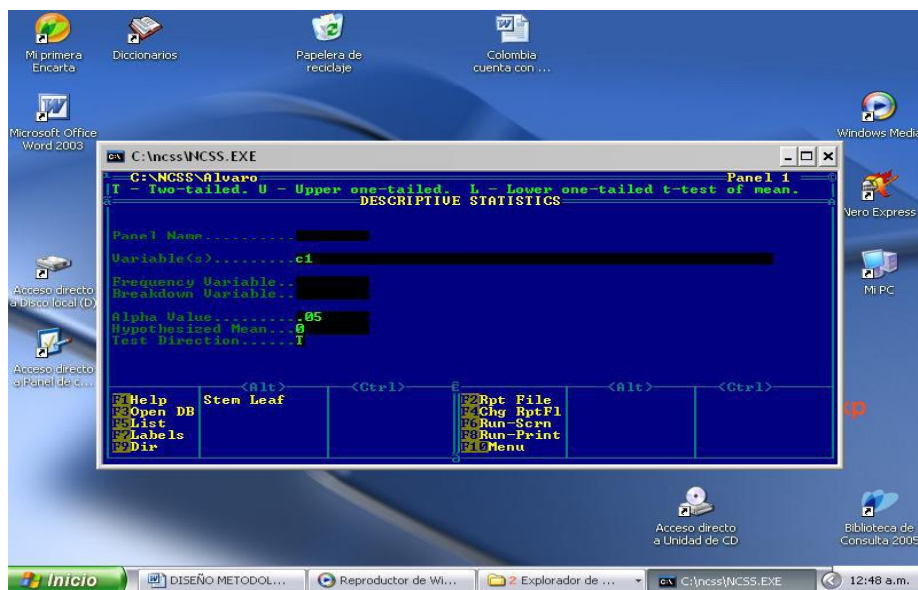 Mi primera
Encarta
Diccionarios
Papelera de
reciclaje
Colombia
cuenta con ...
Microsoft Office
Word 2003
Windows Media
Nero Express
Acceso directo
a Disco local (D)
Mi PC
Acceso directo
a Panel de c...
C:\ncss\NCSS.EXE
C:\NCSS\Alvaro Panel 1
T - Two-tailed. U - Upper one-tailed. L - Lower one-tailed t-test of mean.
DESCRIPTIVE STATISTICS
Panel Name..........
Variable(s).........c1
Frequency Variable..
Breakdown Variable..
Alpha Value..........05
Hypothesized Mean...0
Test Direction......T
<Alt> <Ctrl> <Alt> <Ctrl>
F1Help Stem Leaf F2Rpt File
F3Open DB F4Chg RptFl
F5List F6Run-Scrn
F7Labels F8Run-Print
F9Dir F10Menu
xp
Acceso directo
a Unidad de CD
Biblioteca de
Consulta 2005
Inicio
DISEÑO METODOL...
Reproductor de Wi...
2 Explorador de ...
C:\ncss\NCSS.EXE
12:48 a.m.